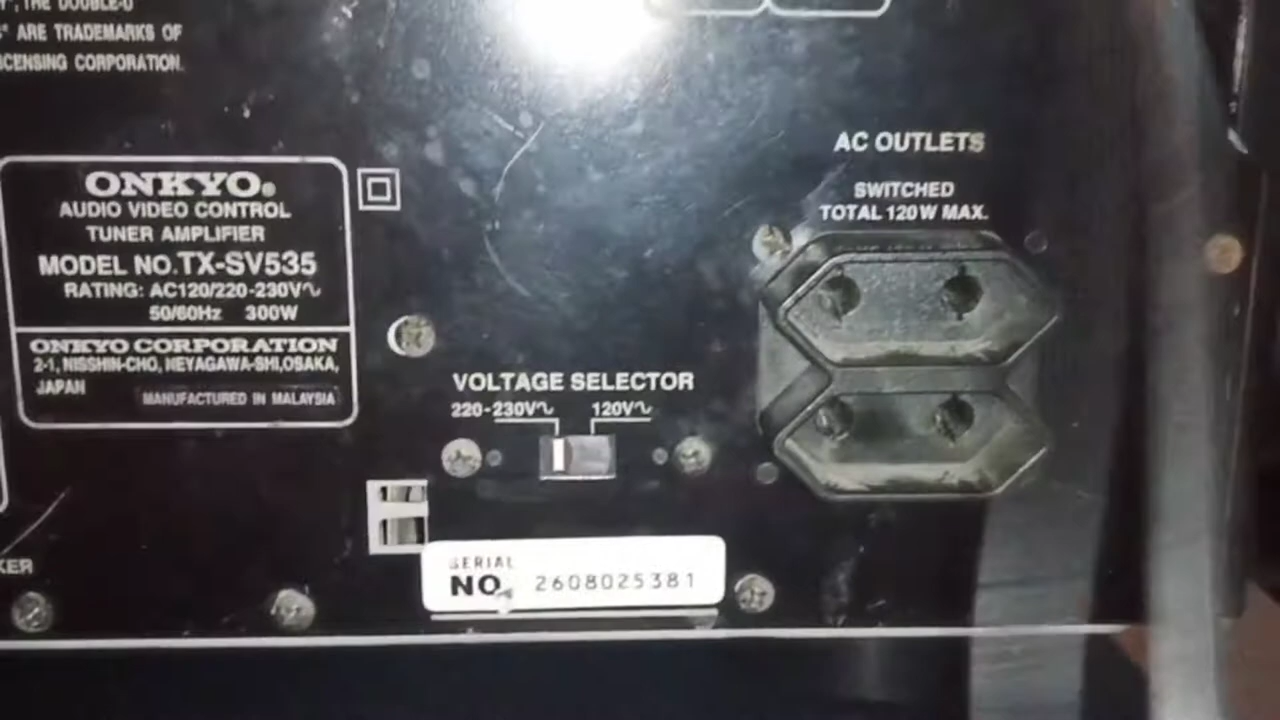 THE DOUBLE-D
ARE TRADEMARKS OF
ICENSING CORPORATION.
ONKYO®
AUDIO VIDEO CONTROL
TUNER AMPLIFIER
MODEL NO.TX-SV535
RATING: AC120/220-230V∿
50/60Hz 300W
ONKYO CORPORATION
2-1, NISSHIN-CHO, NEYAGAWA-SHI,OSAKA,
JAPAN
MANUFACTURED IN MALAYSIA
VOLTAGE SELECTOR
220-230V∿ 120V∿
AC OUTLETS
SWITCHED
TOTAL 120W MAX.
KER
SERIAL
NO. 2608025381